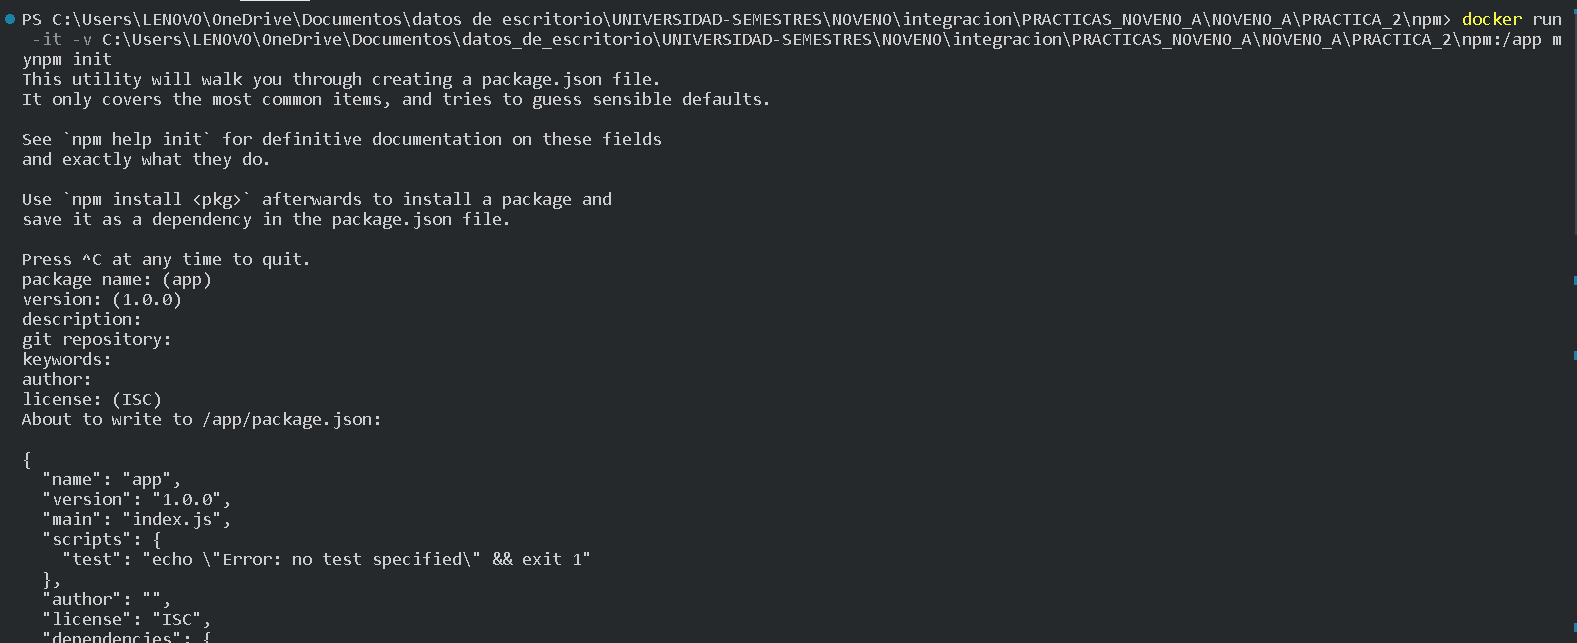 PS C:\Users\LENOVO\OneDrive\Documentos\datos de escritorio\UNIVERSIDAD-SEMESTRES\NOVENO\integracion\PRACTICAS_NOVENO_A\NOVENO_A\PRACTICA_2\npm> docker run
-it -v C:\Users\LENOVO\OneDrive\Documentos\datos_de_escritorio\UNIVERSIDAD-SEMESTRES\NOVENO\integracion\PRACTICAS_NOVENO_A\NOVENO_A\PRACTICA_2\npm:/app m
ynpm init
This utility will walk you through creating a package.json file.
It only covers the most common items, and tries to guess sensible defaults.
See `npm help init` for definitive documentation on these fields
and exactly what they do.
Use `npm install <pkg>` afterwards to install a package and
save it as a dependency in the package.json file.
Press ^C at any time to quit.
package name: (app)
version: (1.0.0)
description:
git repository:
keywords:
author:
license: (ISC)
About to write to /app/package.json:
{
"name": "app",
"version": "1.0.0",
"main": "index.js",
"scripts": {
"test": "echo \"Error: no test specified\" && exit 1"
},
"author": "",
"license": "ISC",
"dependencies": {